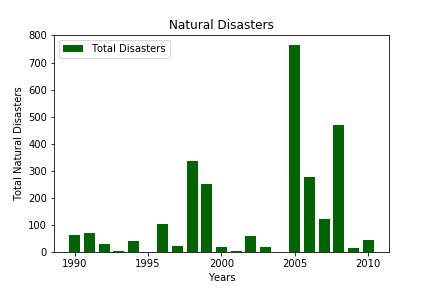 Natural Disasters
Total Disasters
Total Natural Disasters
800
700
600
500
400
300
200
100
0
1990 1995 2000 2005 2010
Years